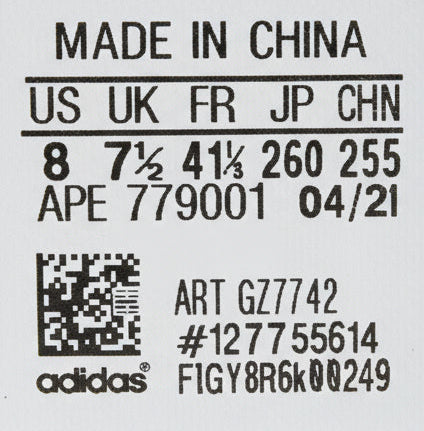 MADE IN CHINA
US UK FR JP CHN
8 7½ 41⅓ 260 255
APE 779001 04/21
ART GZ7742
#127755614
F1GY8R6k00249
adidas®